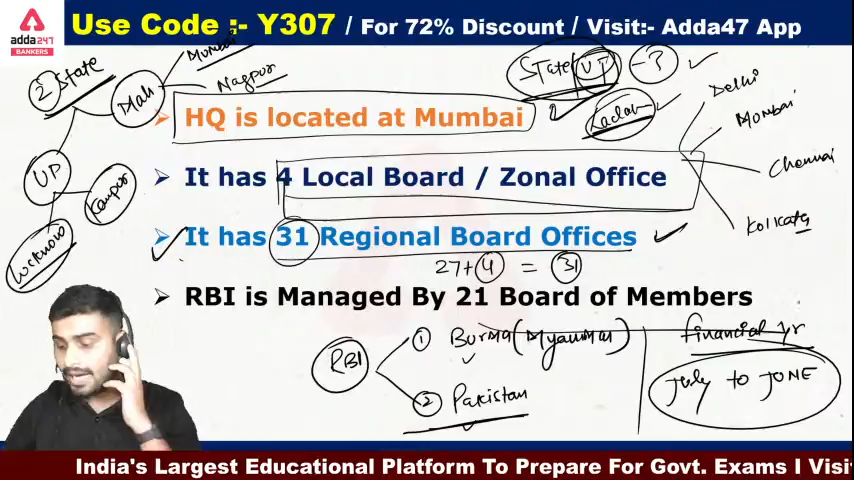 Use Code :- Y307 / For 72% Discount / Visit:- Adda47 App
adda247
BANKERS
2 State
Mumbai
Nagpur
Mah
State UP - ?
Ladakh
Delhi
Mombai
Chennai
Kolkata
HQ is located at Mumbai
UP
Kanpur
Lucknow
It has 4 Local Board / Zonal Office
It has 31 Regional Board Offices
27+4 = 31
RBI is Managed By 21 Board of Members
RBI
1 Burma (Myanmar)
2 Pakistan
financial yr
July to JUNE
India's Largest Educational Platform To Prepare For Govt. Exams I Visi